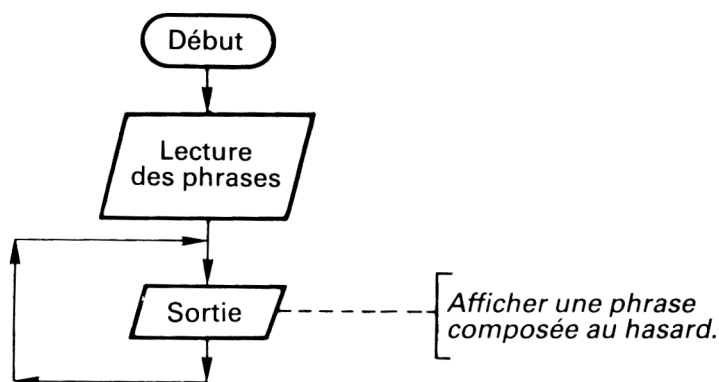 Début
Lecture
des phrases
Sortie
Afficher une phrase
composée au hasard.